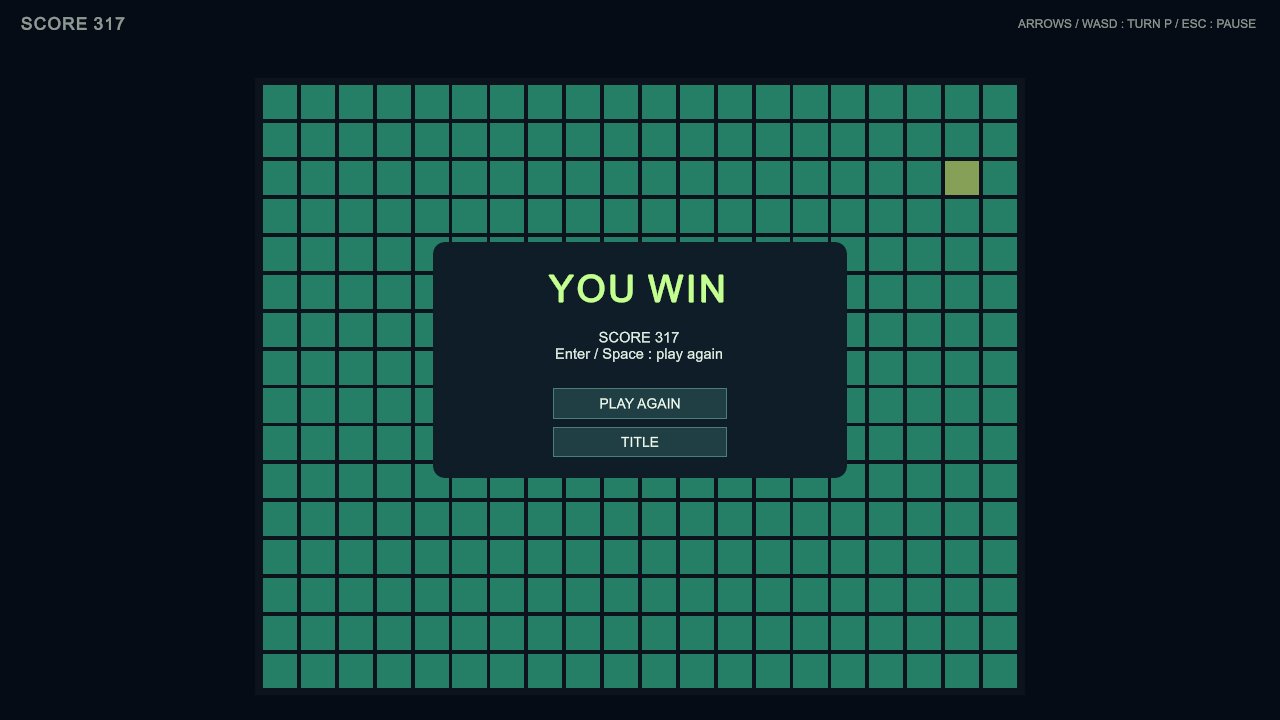 SCORE 317
ARROWS / WASD : TURN P / ESC : PAUSE
YOU WIN
SCORE 317
Enter / Space : play again
PLAY AGAIN
TITLE